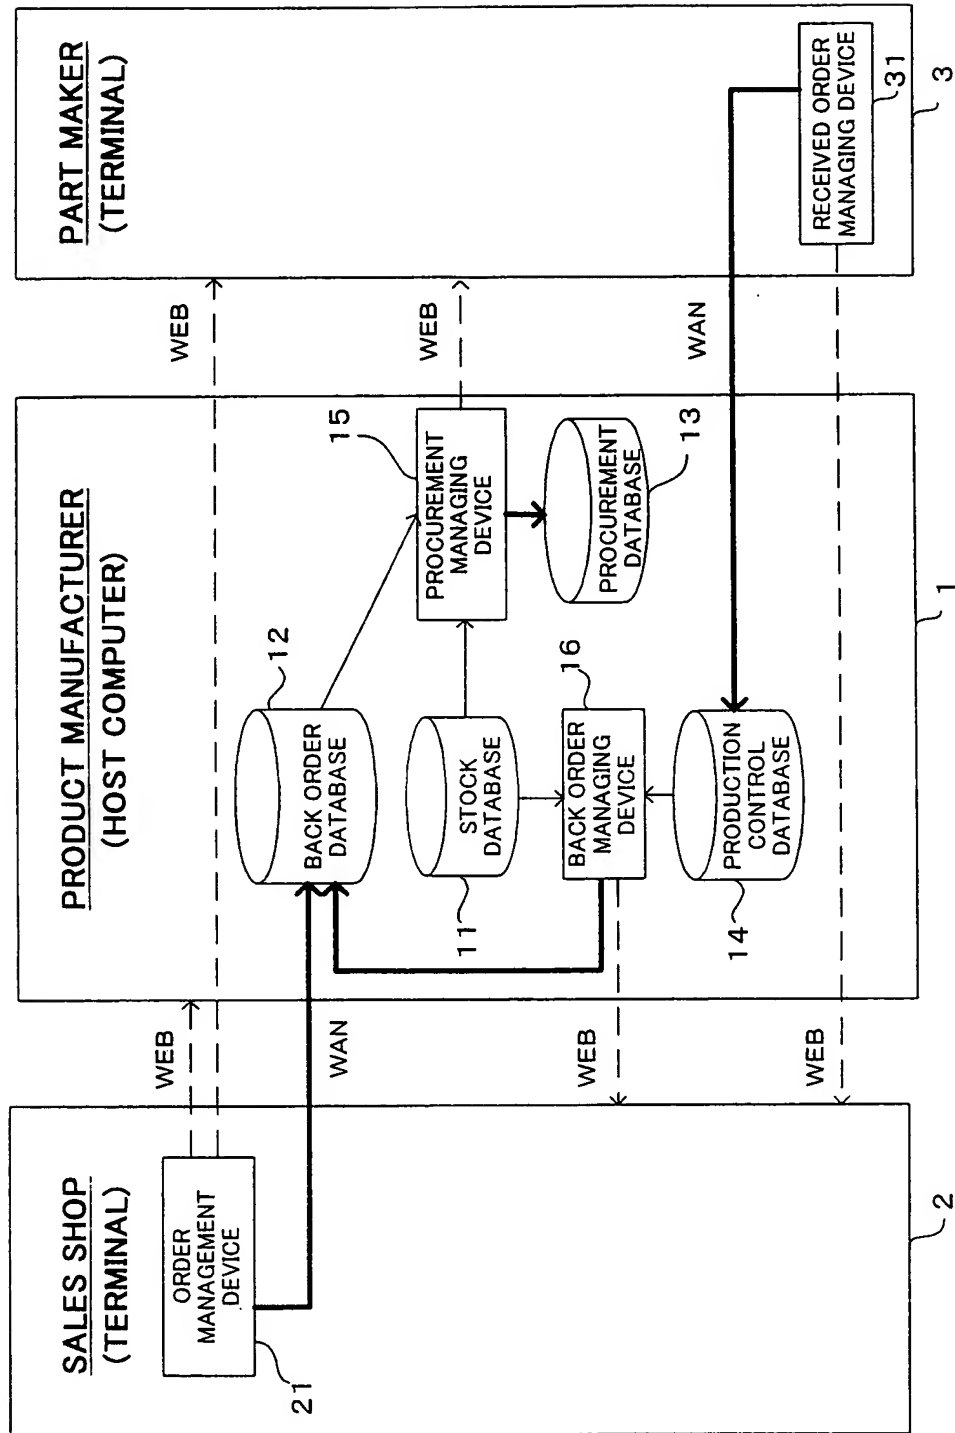 SALES SHOP
(TERMINAL)
ORDER
MANAGEMENT
DEVICE
21
2
WEB
WAN
WEB
WEB
PRODUCT MANUFACTURER
(HOST COMPUTER)
12
BACK ORDER
DATABASE
STOCK
DATABASE
11
16
BACK ORDER
MANAGING
DEVICE
PRODUCTION
CONTROL
DATABASE
14
15
PROCUREMENT
MANAGING
DEVICE
PROCUREMENT
DATABASE
13
1
WEB
WEB
WAN
PART MAKER
(TERMINAL)
RECEIVED ORDER
MANAGING DEVICE
31
3